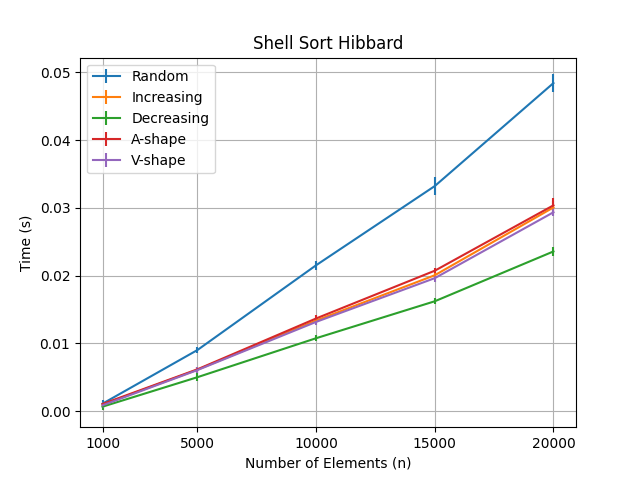 Shell Sort Hibbard
Time (s)
0.05
0.04
0.03
0.02
0.01
0.00
Random
Increasing
Decreasing
A-shape
V-shape
1000
5000
10000
15000
20000
Number of Elements (n)